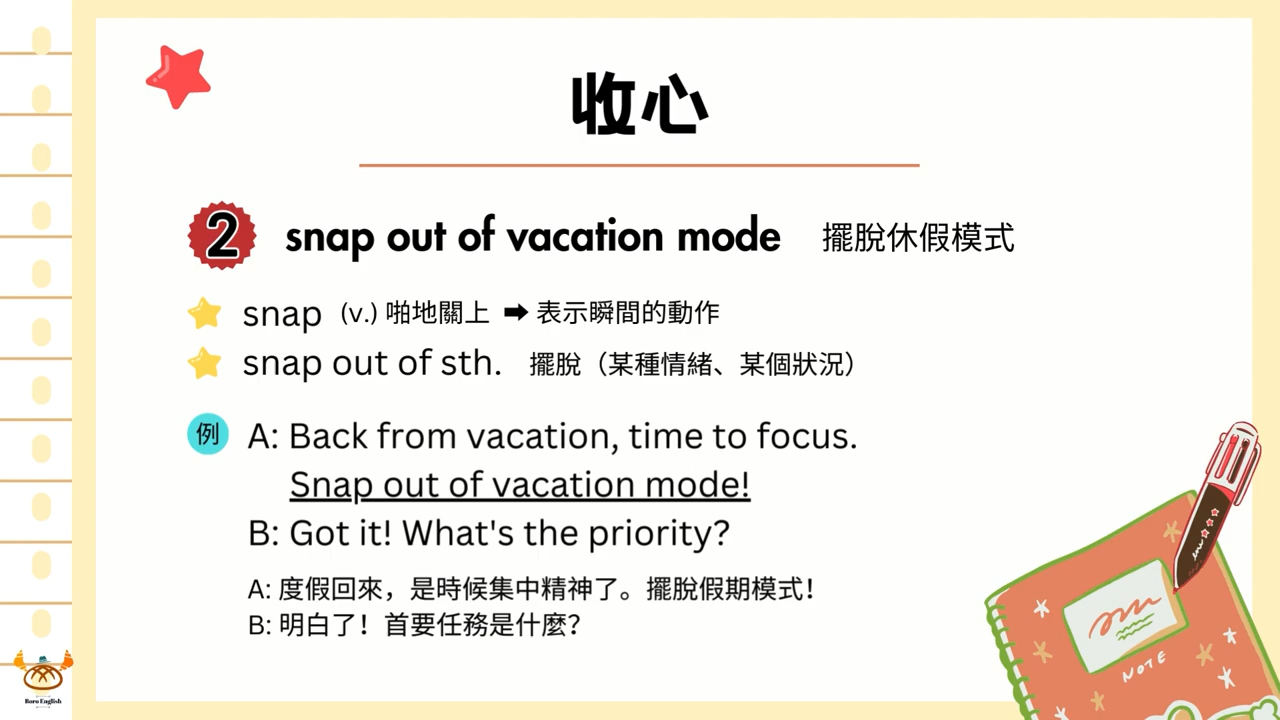 收心
2 snap out of vacation mode 擺脫休假模式
snap (v.) 啪地關上 ➡ 表示瞬間的動作
snap out of sth. 擺脫（某種情緒、某個狀況）
例 A: Back from vacation, time to focus.
Snap out of vacation mode!
B: Got it! What's the priority?
A: 度假回來，是時候集中精神了。擺脫假期模式！
B: 明白了！首要任務是什麼？
NOTE
Boro English